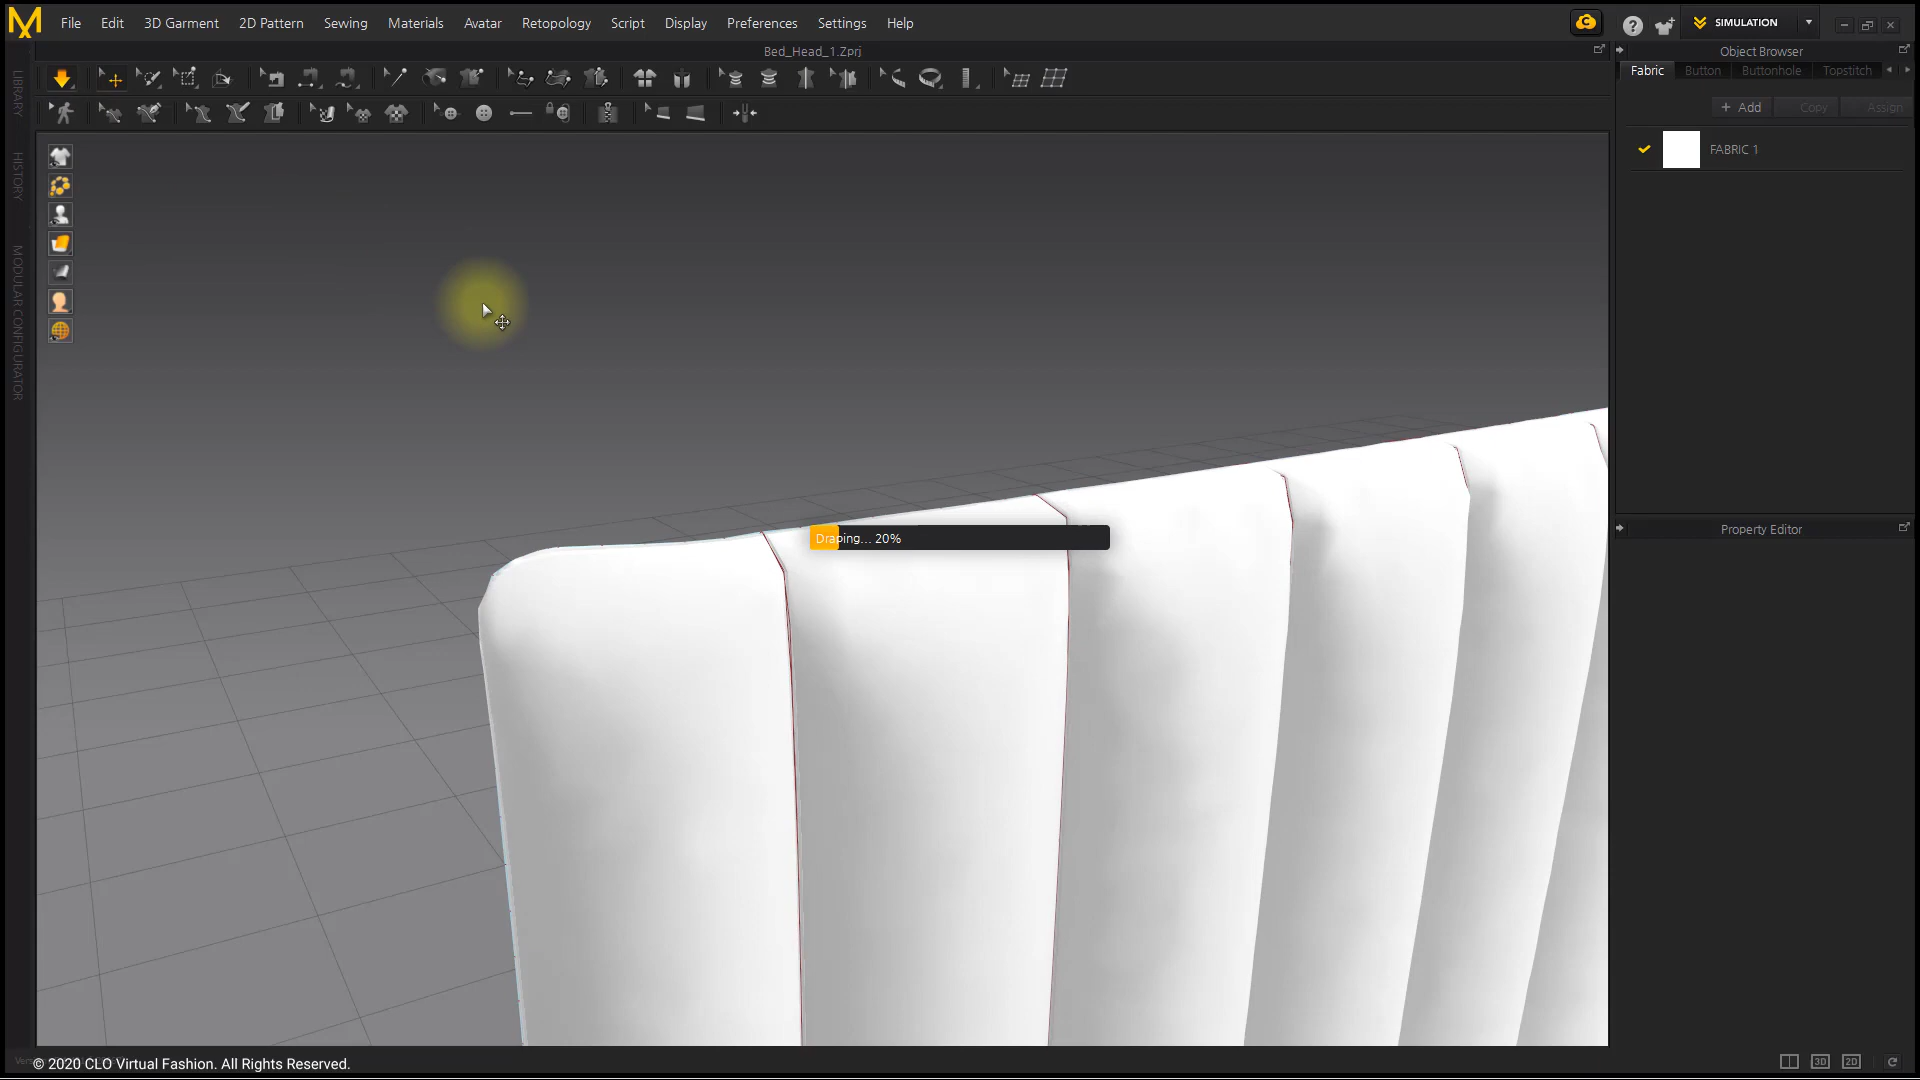 File Edit 3D Garment 2D Pattern Sewing Materials Avatar Retopology Script Display Preferences Settings Help
SIMULATION
Bed_Head_1.Zprj
Object Browser
Fabric Button Buttonhole Topstitch
+ Add Copy Assign
FABRIC 1
LIBRARY
HISTORY
MODULAR CONFIGURATOR
Draping... 20%
Property Editor
© 2020 CLO Virtual Fashion. All Rights Reserved.
3D 2D